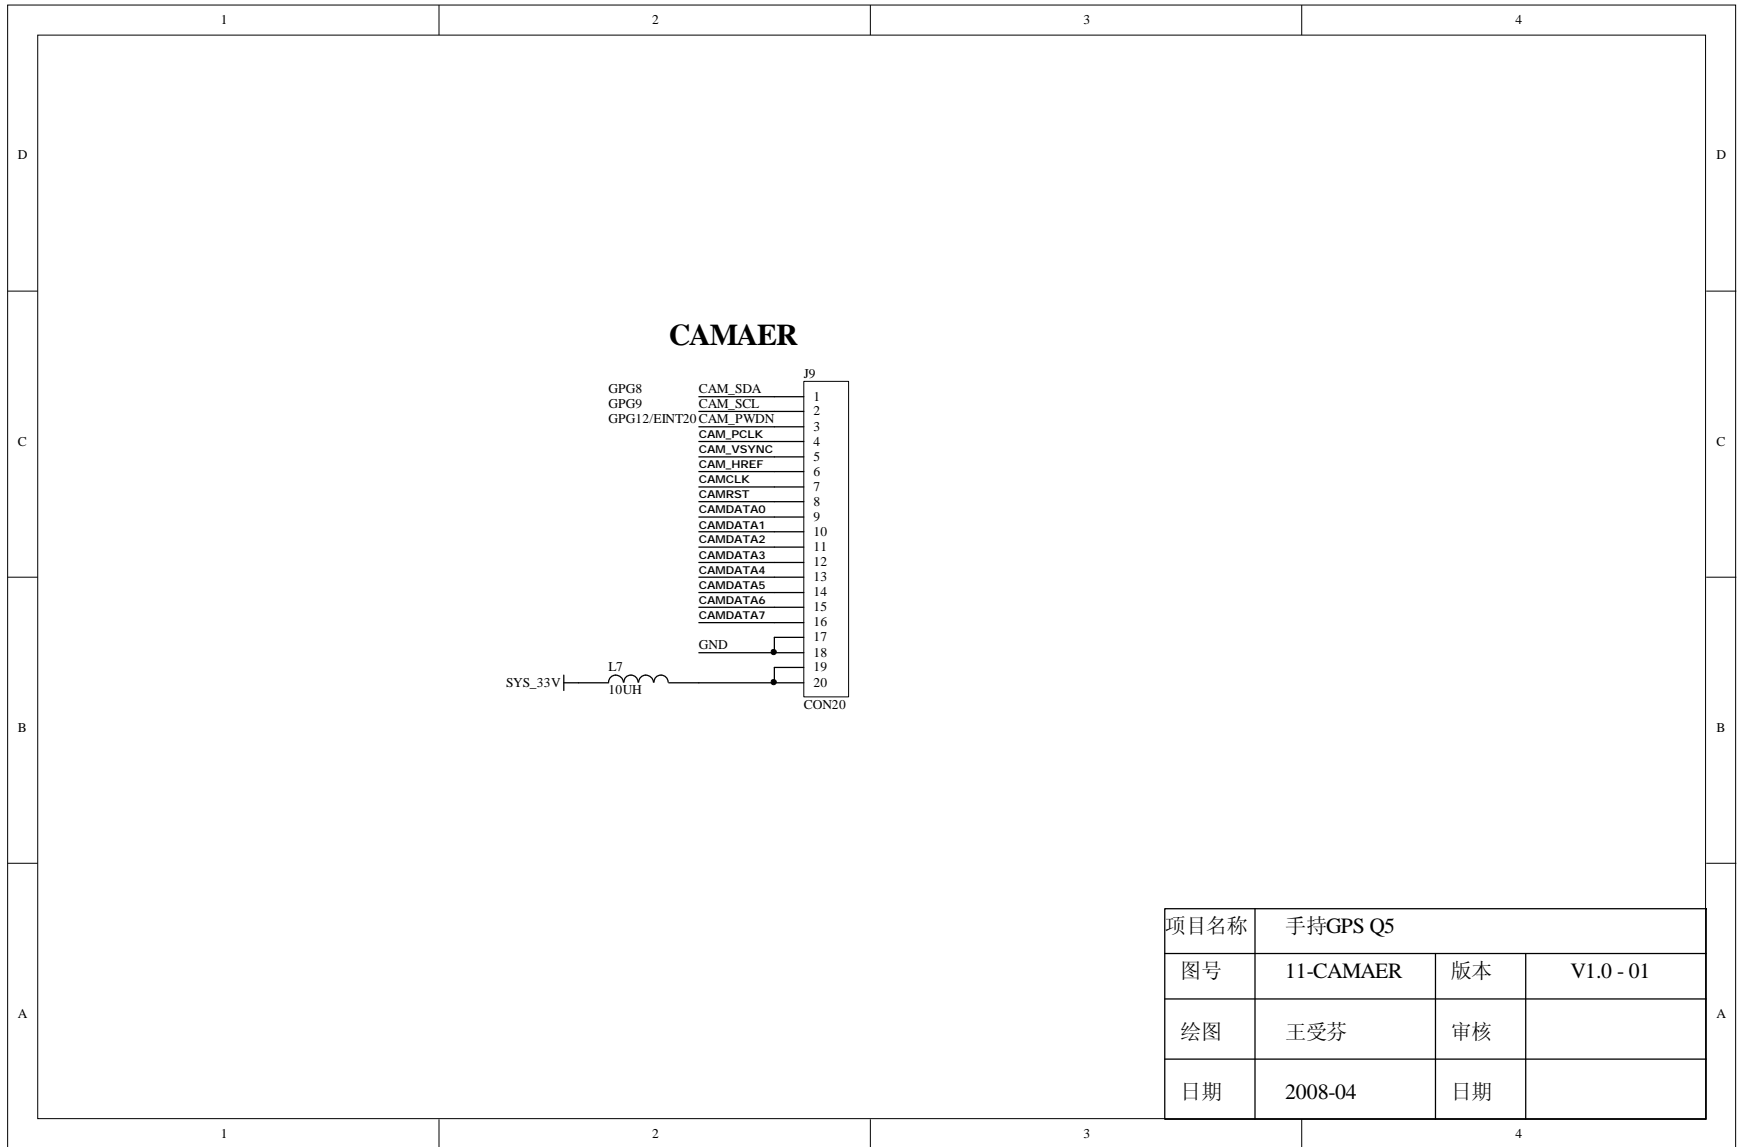 1 2 3 4
D D
CAMAER
J9
GPG8 CAM_SDA 1
GPG9 CAM_SCL 2
GPG12/EINT20 CAM_PWDN 3
C CAM_PCLK 4 C
CAM_VSYNC 5
CAM_HREF 6
CAMCLK 7
CAMRST 8
CAMDATA0 9
CAMDATA1 10
CAMDATA2 11
CAMDATA3 12
CAMDATA4 13
CAMDATA5 14
CAMDATA6 15
CAMDATA7 16
17
GND 18
L7 19
SYS_33V 10UH 20
CON20
B B
项目名称 手持GPS Q5
图号 11-CAMAER 版本 V1.0 - 01
A A
绘图 王受芬 审核
日期 2008-04 日期
1 2 3 4